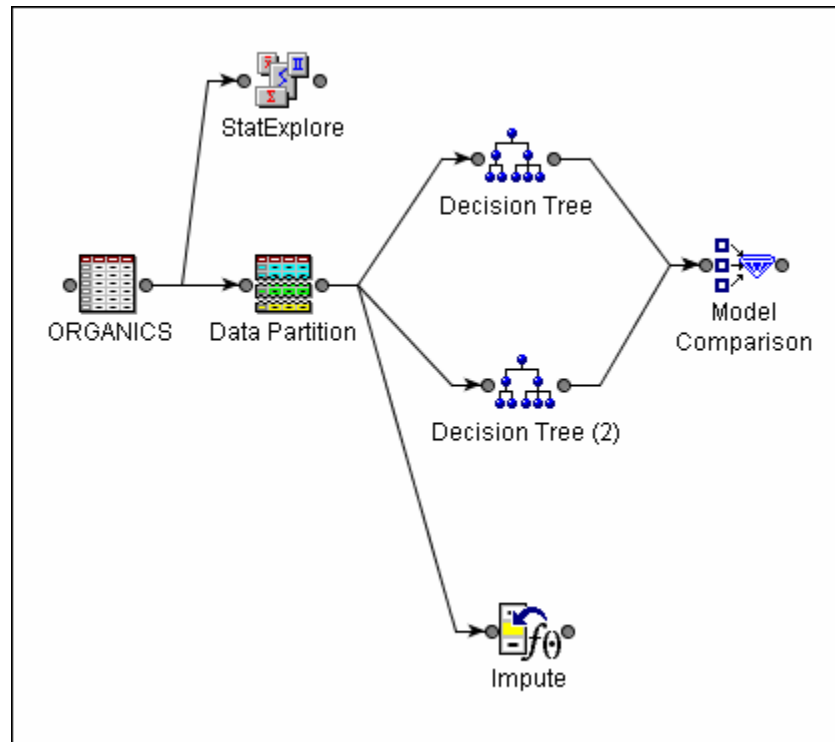 StatExplore
Decision Tree
ORGANICS
Data Partition
Model
Comparison
Decision Tree (2)
Impute